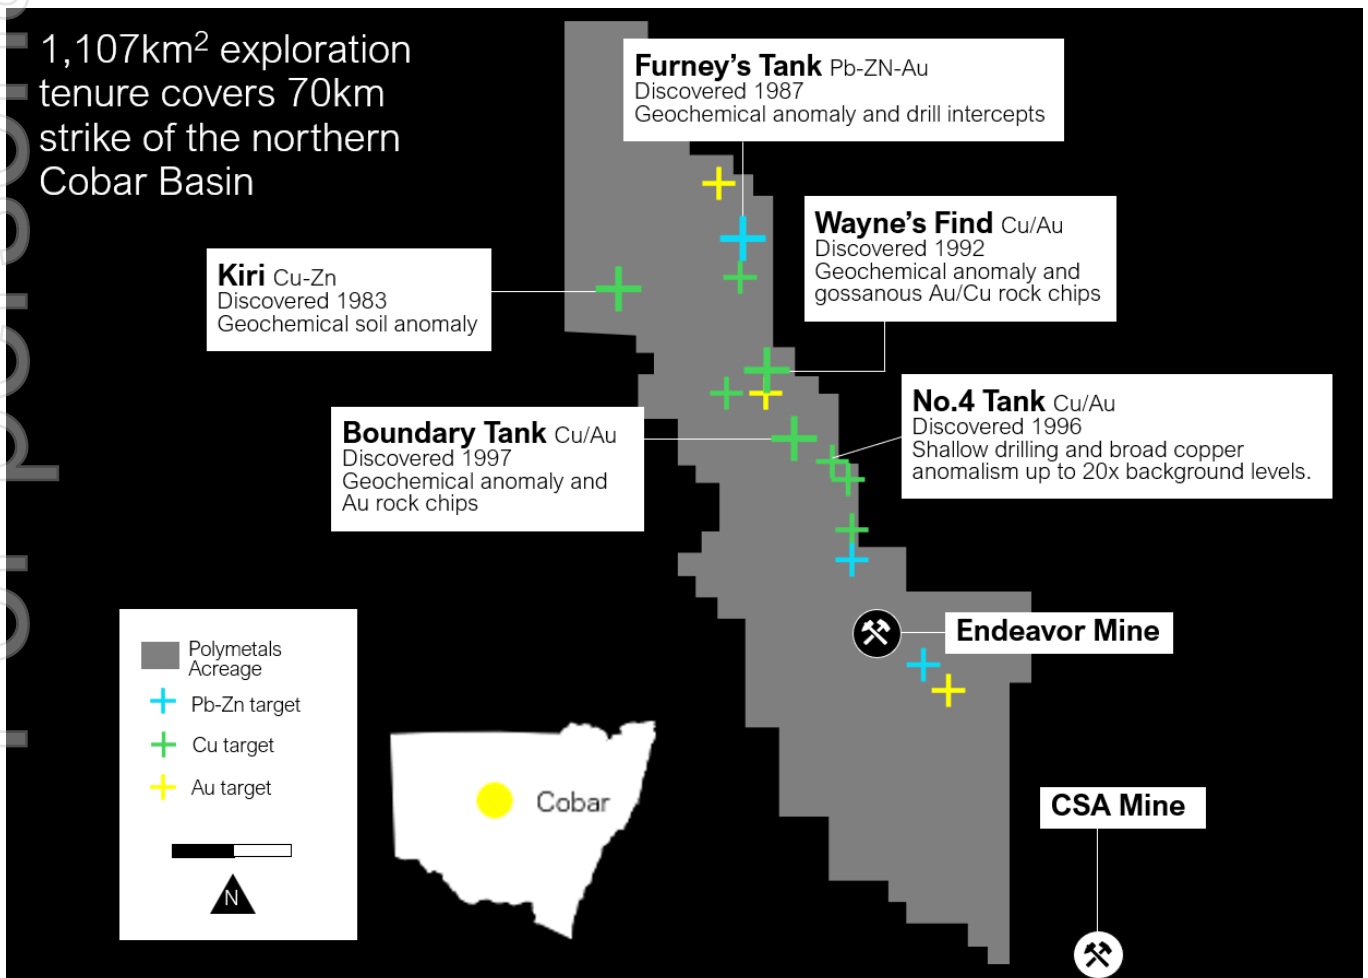 1,107km² exploration
tenure covers 70km
strike of the northern
Cobar Basin
Furney's Tank Pb-ZN-Au
Discovered 1987
Geochemical anomaly and drill intercepts
Wayne's Find Cu/Au
Discovered 1992
Geochemical anomaly and
gossanous Au/Cu rock chips
Kiri Cu-Zn
Discovered 1983
Geochemical soil anomaly
No.4 Tank Cu/Au
Discovered 1996
Shallow drilling and broad copper
anomalism up to 20x background levels.
Boundary Tank Cu/Au
Discovered 1997
Geochemical anomaly and
Au rock chips
Endeavor Mine
Polymetals
Acreage
Pb-Zn target
Cu target
Au target
N
Cobar
CSA Mine